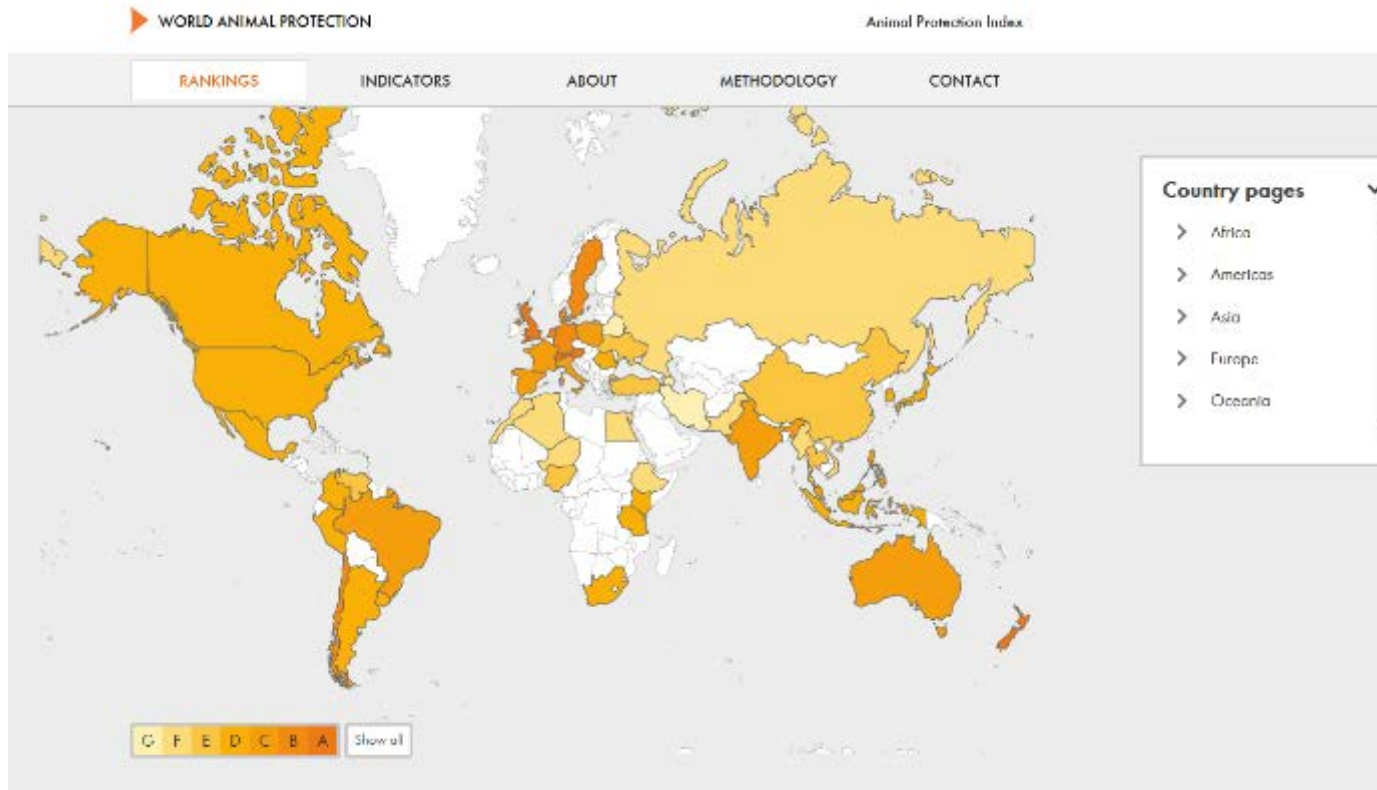 WORLD ANIMAL PROTECTION
Animal Protection Index
RANKINGS INDICATORS ABOUT METHODOLOGY CONTACT
Country pages
Africa
Americas
Asia
Europe
Oceania
G F E D C B A Show all